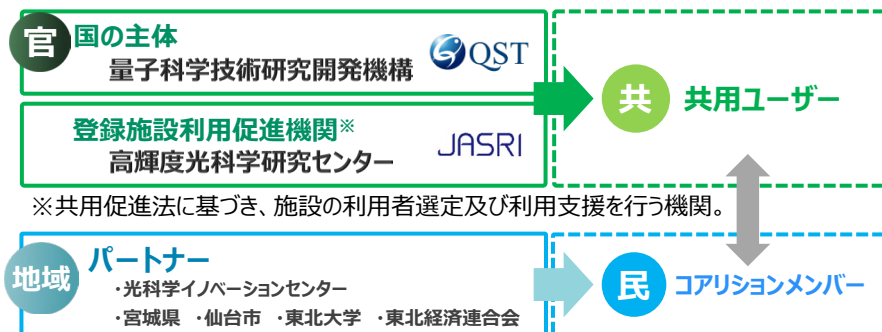 官 国の主体
量子科学技術研究開発機構 QST
登録施設利用促進機関※
高輝度光科学研究センター JASRI
共 共用ユーザー
※共用促進法に基づき、施設の利用者選定及び利用支援を行う機関。
地域 パートナー
・光科学イノベーションセンター
・宮城県 ・仙台市 ・東北大学 ・東北経済連合会
民 コアリションメンバー